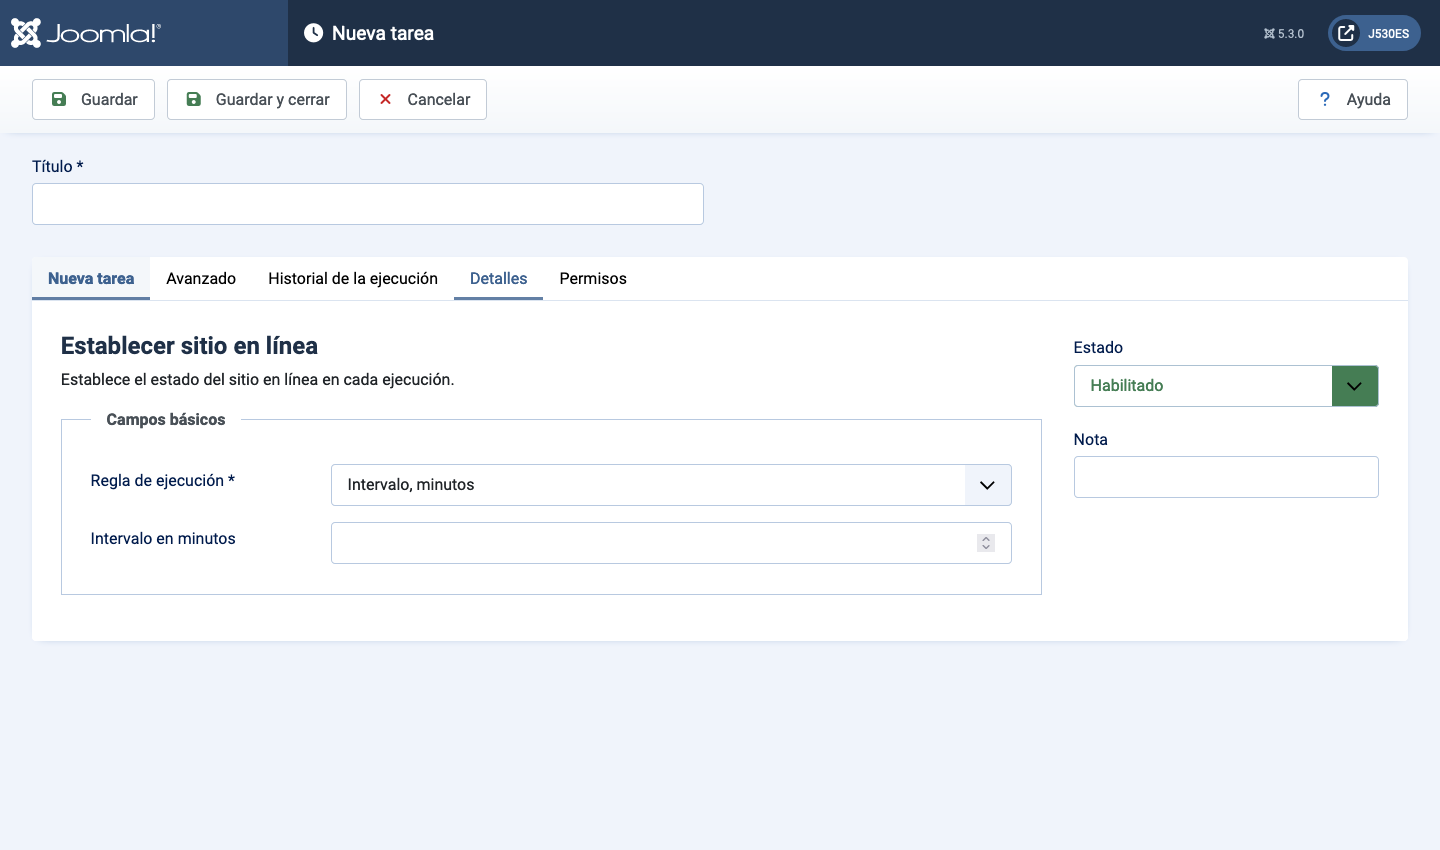 Joomla!®
Nueva tarea
5.3.0
J530ES
Guardar
Guardar y cerrar
Cancelar
? Ayuda
Título *
Nueva tarea
Avanzado
Historial de la ejecución
Detalles
Permisos
Establecer sitio en línea
Establece el estado del sitio en línea en cada ejecución.
Campos básicos
Regla de ejecución *
Intervalo, minutos
Intervalo en minutos
Estado
Habilitado
Nota